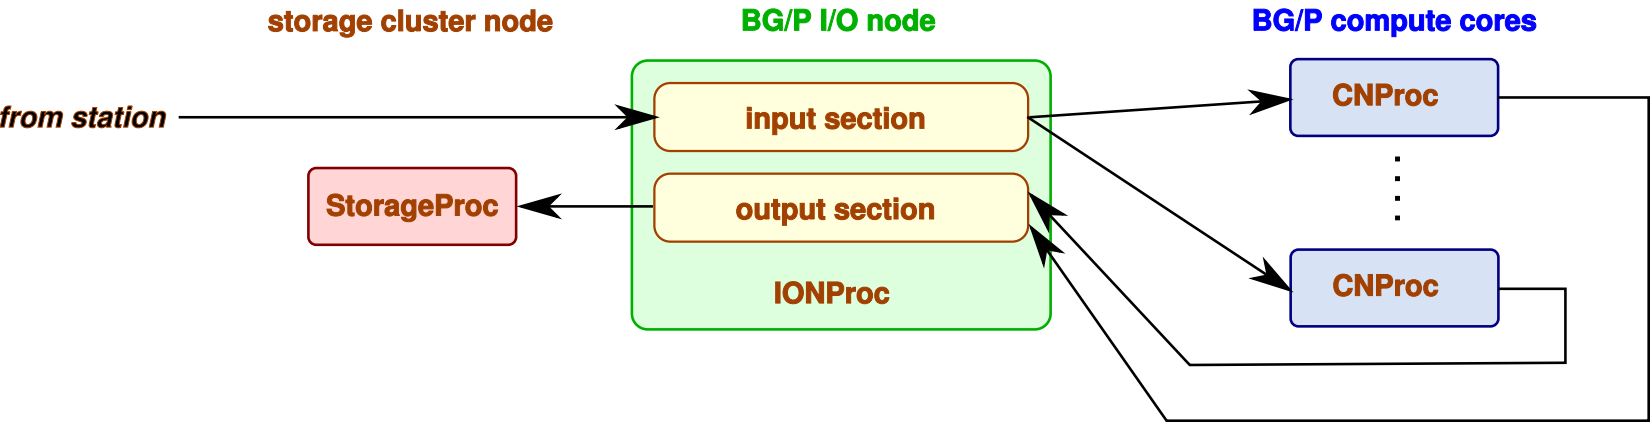 storage cluster node
BG/P I/O node
BG/P compute cores
from station
input section
CNProc
StorageProc
output section
IONProc
CNProc